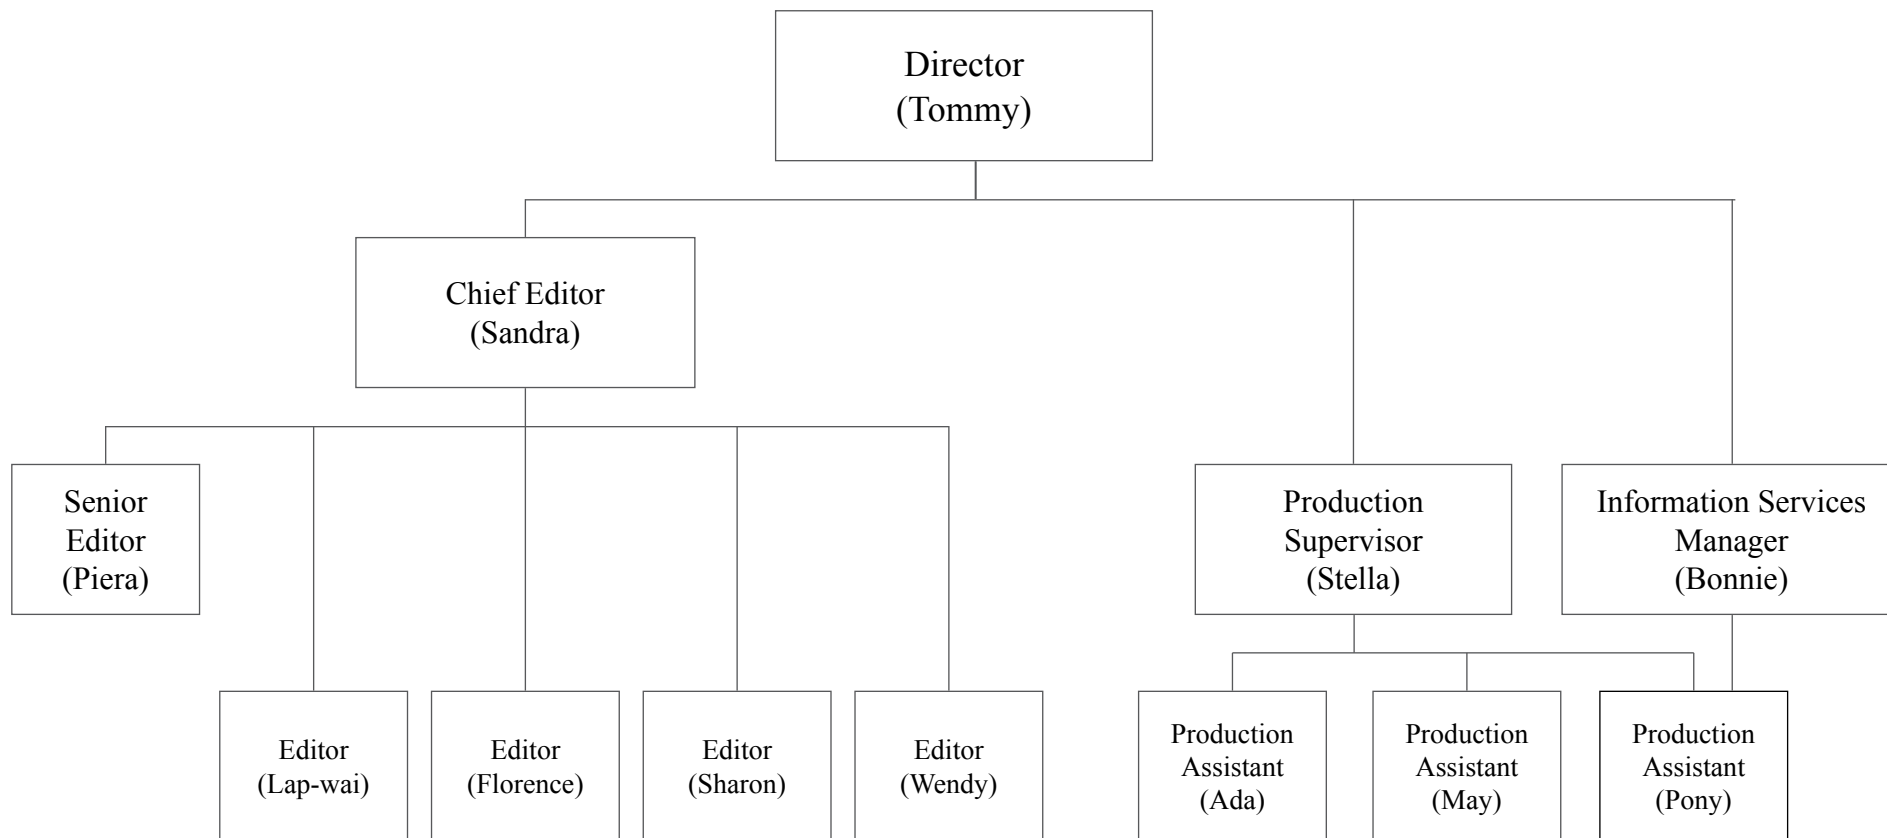 Director
(Tommy)
Chief Editor
(Sandra)
Senior
Editor
(Piera)
Production
Supervisor
(Stella)
Information Services
Manager
(Bonnie)
Editor
(Lap-wai)
Editor
(Florence)
Editor
(Sharon)
Editor
(Wendy)
Production
Assistant
(Ada)
Production
Assistant
(May)
Production
Assistant
(Pony)